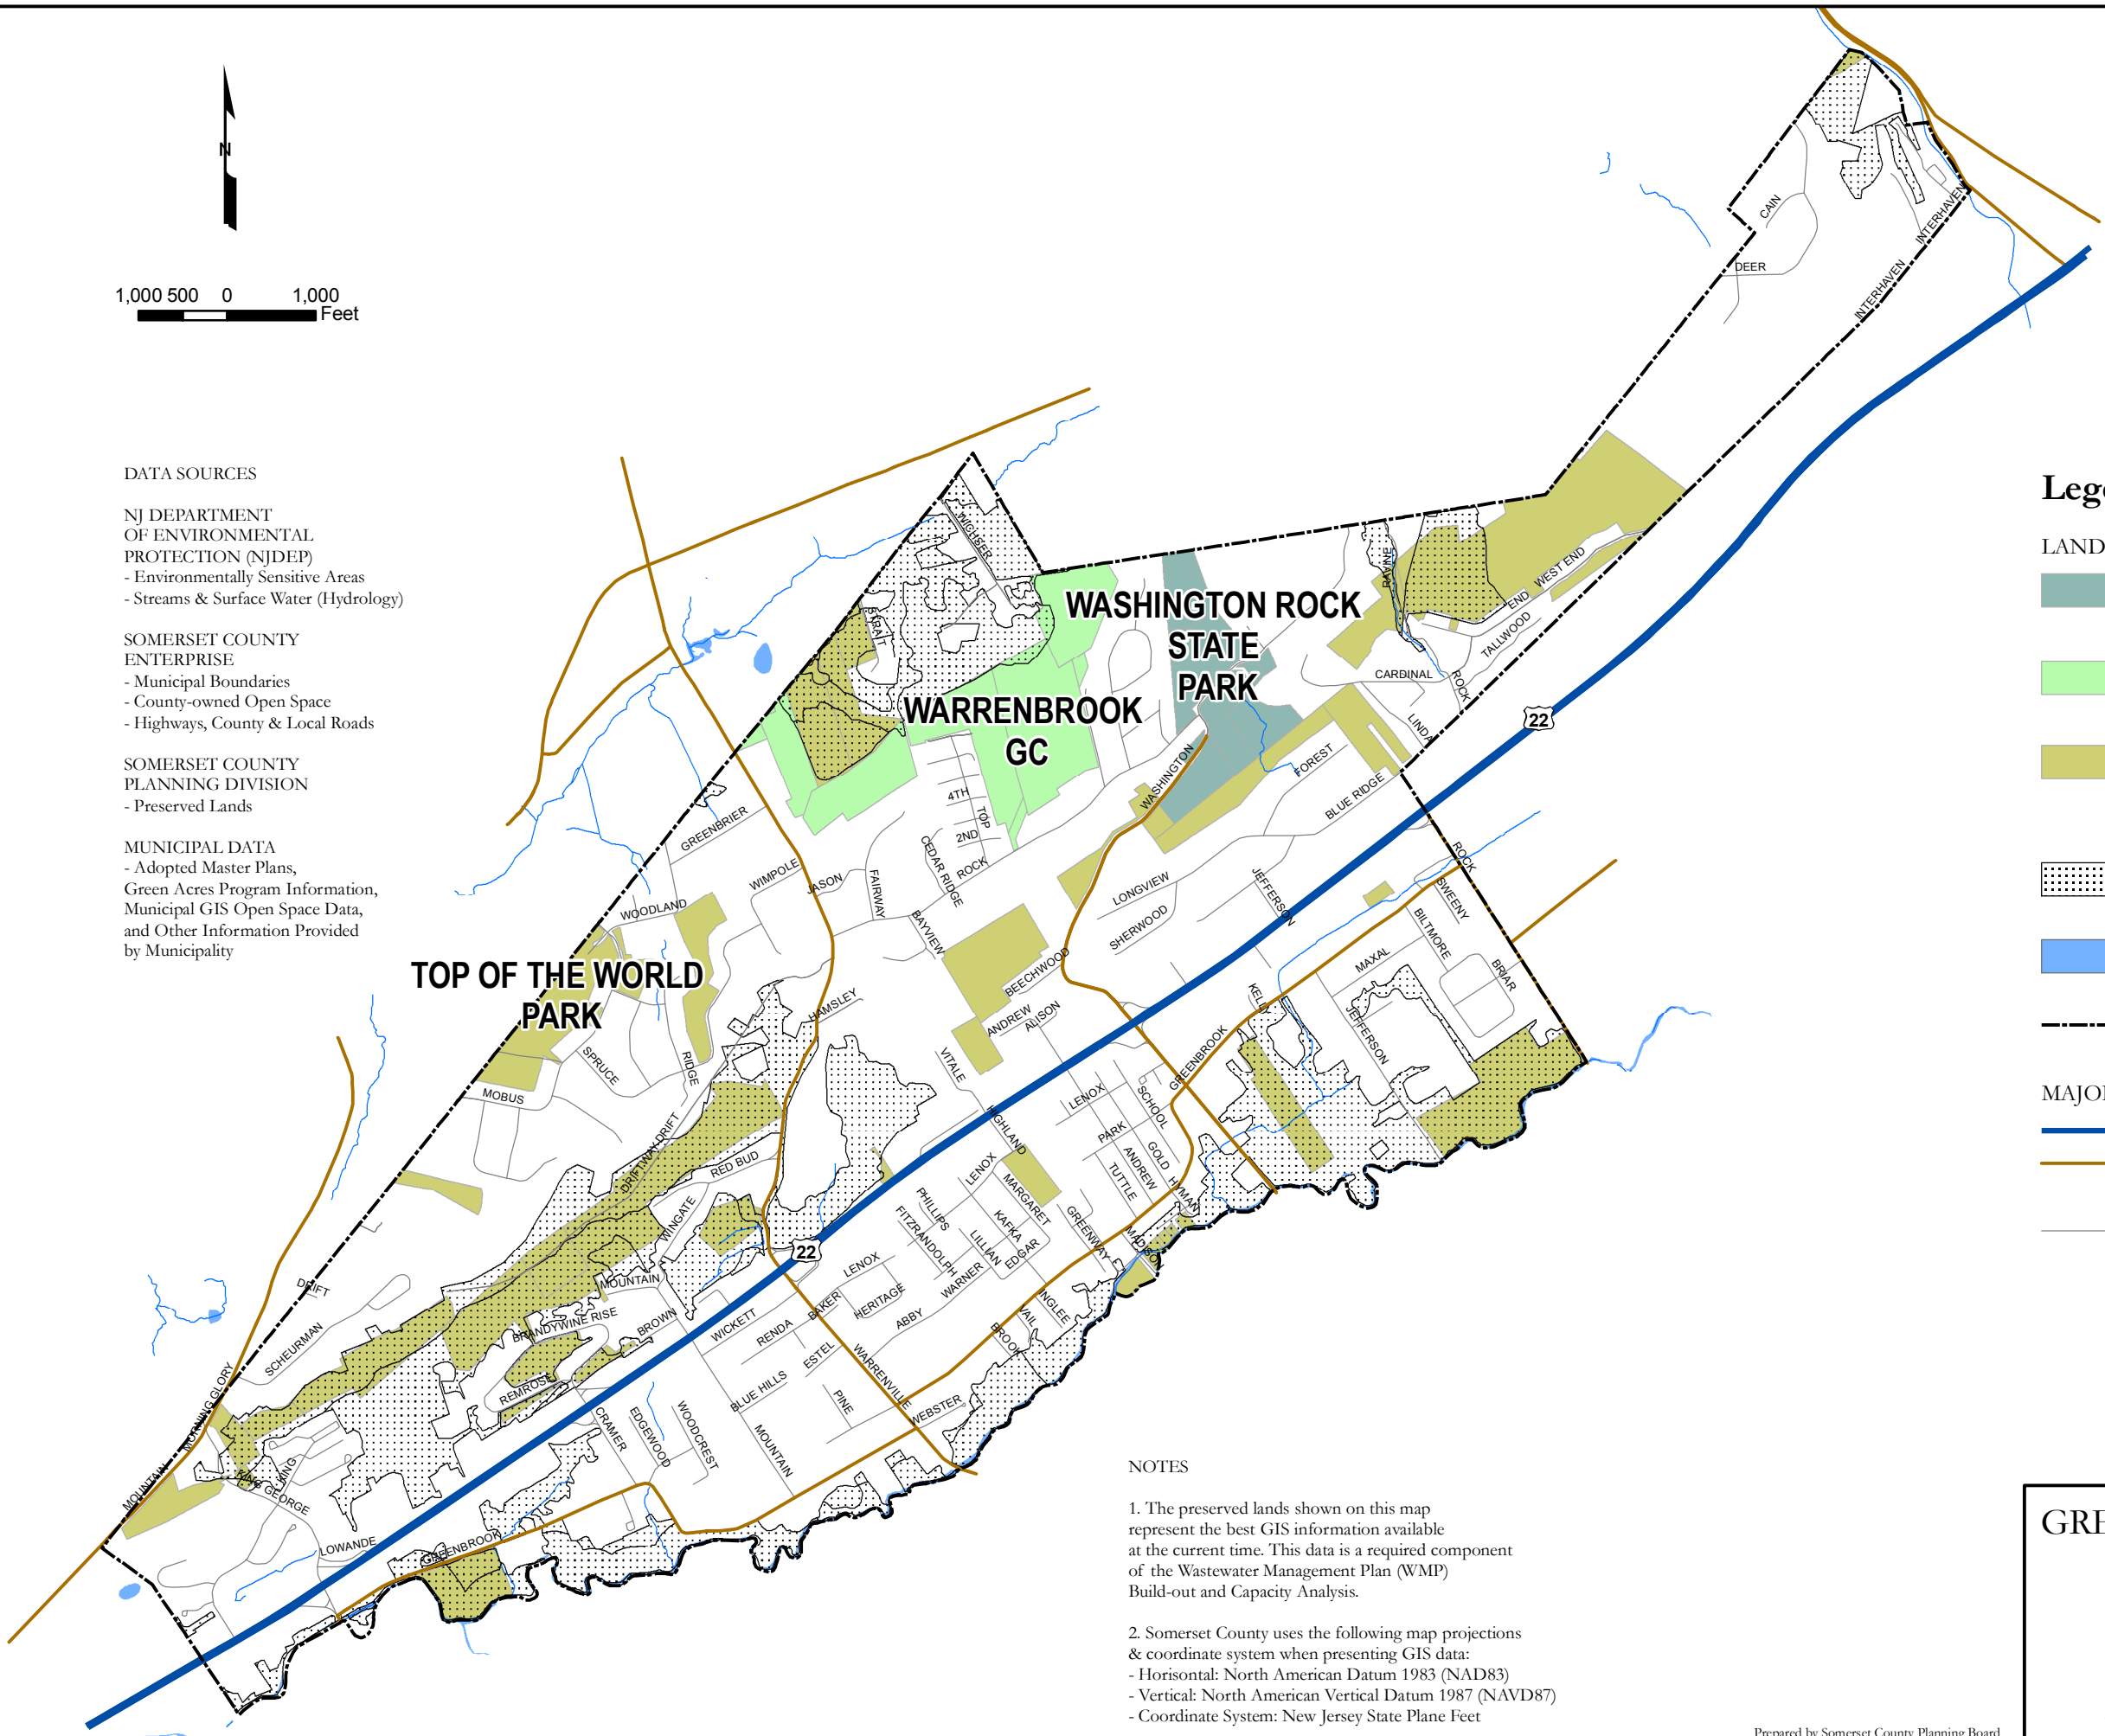 N
1,000 500 0 1,000
Feet
DATA SOURCES
NJ DEPARTMENT
OF ENVIRONMENTAL
PROTECTION (NJDEP)
- Environmentally Sensitive Areas
- Streams & Surface Water (Hydrology)
SOMERSET COUNTY
ENTERPRISE
- Municipal Boundaries
- County-owned Open Space
- Highways, County & Local Roads
SOMERSET COUNTY
PLANNING DIVISION
- Preserved Lands
MUNICIPAL DATA
- Adopted Master Plans,
Green Acres Program Information,
Municipal GIS Open Space Data,
and Other Information Provided
by Municipality
WASHINGTON ROCK
STATE
PARK
WARRENBROOK
GC
TOP OF THE WORLD
PARK
CAIN
DEER
INTERHAVEN
INTERHAVEN
WICHSER
STRAIT
RAVINE
WEST END
END
TALLWOOD
CARDINAL
ROCK
LINDA
22
WASHINGTON
FOREST
BLUE RIDGE
4TH
TOP
2ND
CEDAR RIDGE
ROCK
GREENBRIER
WIMPOLE
JASON
FAIRWAY
BAYVIEW
WOODLAND
LONGVIEW
SHERWOOD
JEFFERSON
ROCK
SWEENY
BILTMORE
BRIAR
MAXAL
JEFFERSON
KELLY
BEECHWOOD
ANDREW
ALISON
HAMSLEY
VITALE
HIGHLAND
GREENBROOK
LENOX
SCHOOL
PARK
GOLD
ANDREW
TUTTLE
HYMAN
SPRUCE
RIDGE
MOBUS
DRIFTWAY
DRIFT
RED BUD
WINGATE
LENOX
MARGARET
PHILLIPS
FITZRANDOLPH
KAFKA
LILLIAN
EDGAR
GREENWAY
MADISON
WARNER
22
LENOX
HERITAGE
BAKER
ABBY
INGLEE
VAIL
BROOK
MOUNTAIN
BRANDYWINE RISE
BROWN
WICKETT
RENDA
ESTEL
WARRENVILLE
BLUE HILLS
PINE
WEBSTER
MOUNTAIN
DRIFT
SCHEURMAN
REMROSE
CRAMER
EDGEWOOD
WOODCREST
MORNING GLORY
MOUNTAIN
KING
KING GEORGE
LOWANDE
GREENBROOK
NOTES
1. The preserved lands shown on this map
represent the best GIS information available
at the current time. This data is a required component
of the Wastewater Management Plan (WMP)
Build-out and Capacity Analysis.
2. Somerset County uses the following map projections
& coordinate system when presenting GIS data:
- Horisontal: North American Datum 1983 (NAD83)
- Vertical: North American Vertical Datum 1987 (NAVD87)
- Coordinate System: New Jersey State Plane Feet
Lege
LAND
MAJO
GRE
Prepared by Somerset County Planning Board